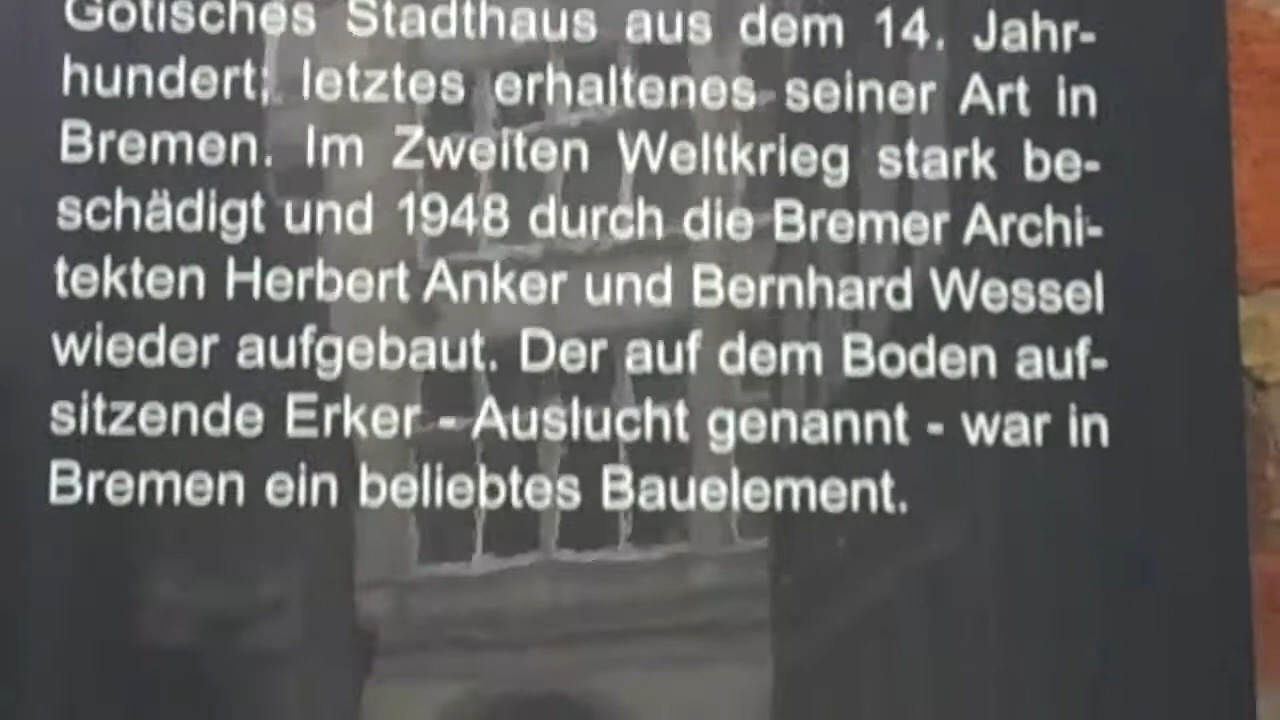 Gotisches Stadthaus aus dem 14. Jahr-
hundert; letztes erhaltenes seiner Art in
Bremen. Im Zweiten Weltkrieg stark be-
schädigt und 1948 durch die Bremer Archi-
tekten Herbert Anker und Bernhard Wessel
wieder aufgebaut. Der auf dem Boden auf-
sitzende Erker - Auslucht genannt - war in
Bremen ein beliebtes Bauelement.